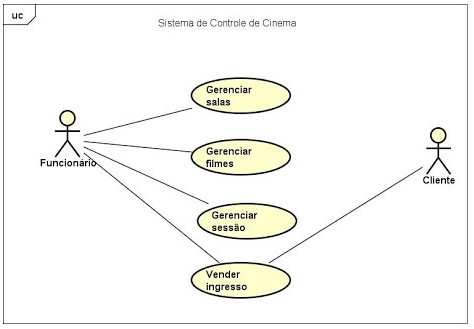 uc
Sistema de Controle de Cinema
Gerenciar
salas
Funcionário
Gerenciar
filmes
Cliente
Gerenciar
sessão
Vender
ingresso